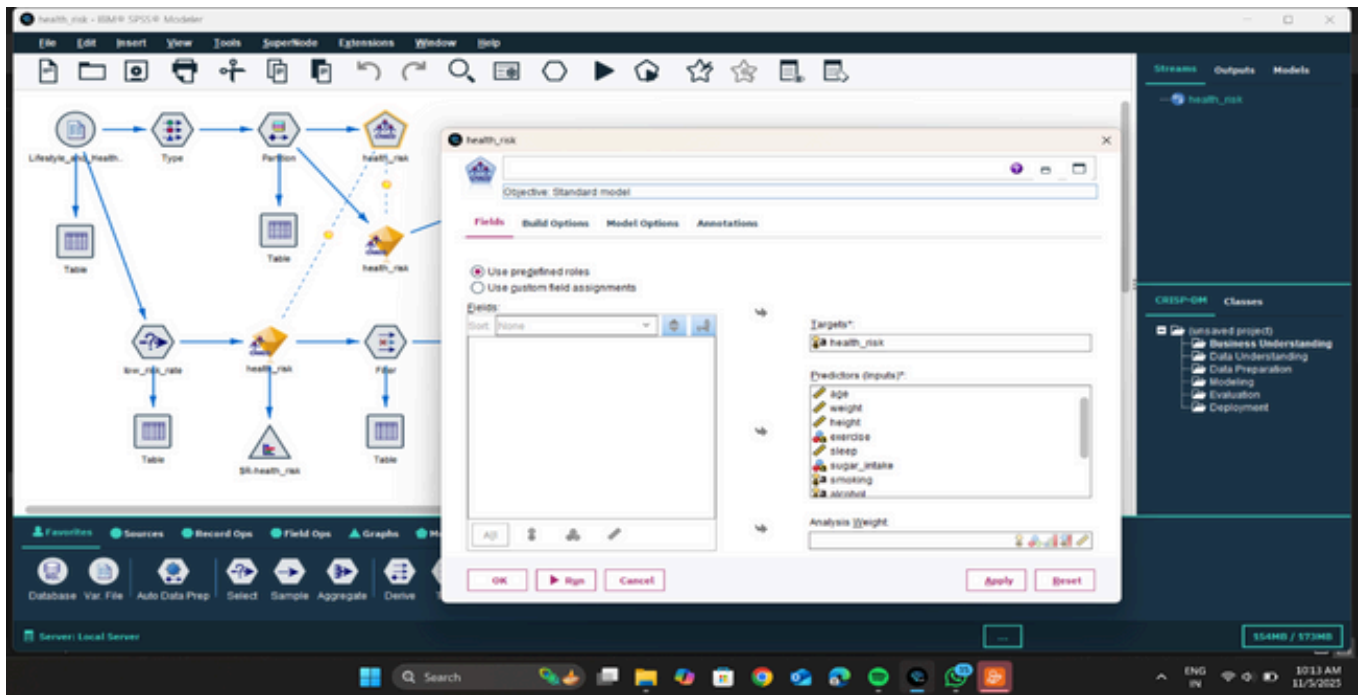 health_risk - IBM® SPSS® Modeler
File Edit Insert View Tools SuperNode Extensions Window Help
Streams Outputs Models
health_risk
Lifestyle_and_Health..
Type
Partition
health_risk
Table
Table
health_risk
low_risk_rate
health_risk
Filter
Table
$R-health_risk
Table
health_risk
Objective: Standard model
Fields Build Options Model Options Annotations
Use predefined roles
Use custom field assignments
Fields:
Sort: None
All
Targets*:
health_risk
Predictors (Inputs)*:
age
weight
height
exercise
sleep
sugar_intake
smoking
alcohol
Analysis Weight:
OK Run Cancel Apply Reset
CRISP-DM Classes
(unsaved project)
Business Understanding
Data Understanding
Data Preparation
Modeling
Evaluation
Deployment
Favorites Sources Record Ops Field Ops Graphs
Database Var. File Auto Data Prep Select Sample Aggregate Derive
Server: Local Server
...
154MB / 173MB
Search
ENG
IN
10:13 AM
11/5/2025